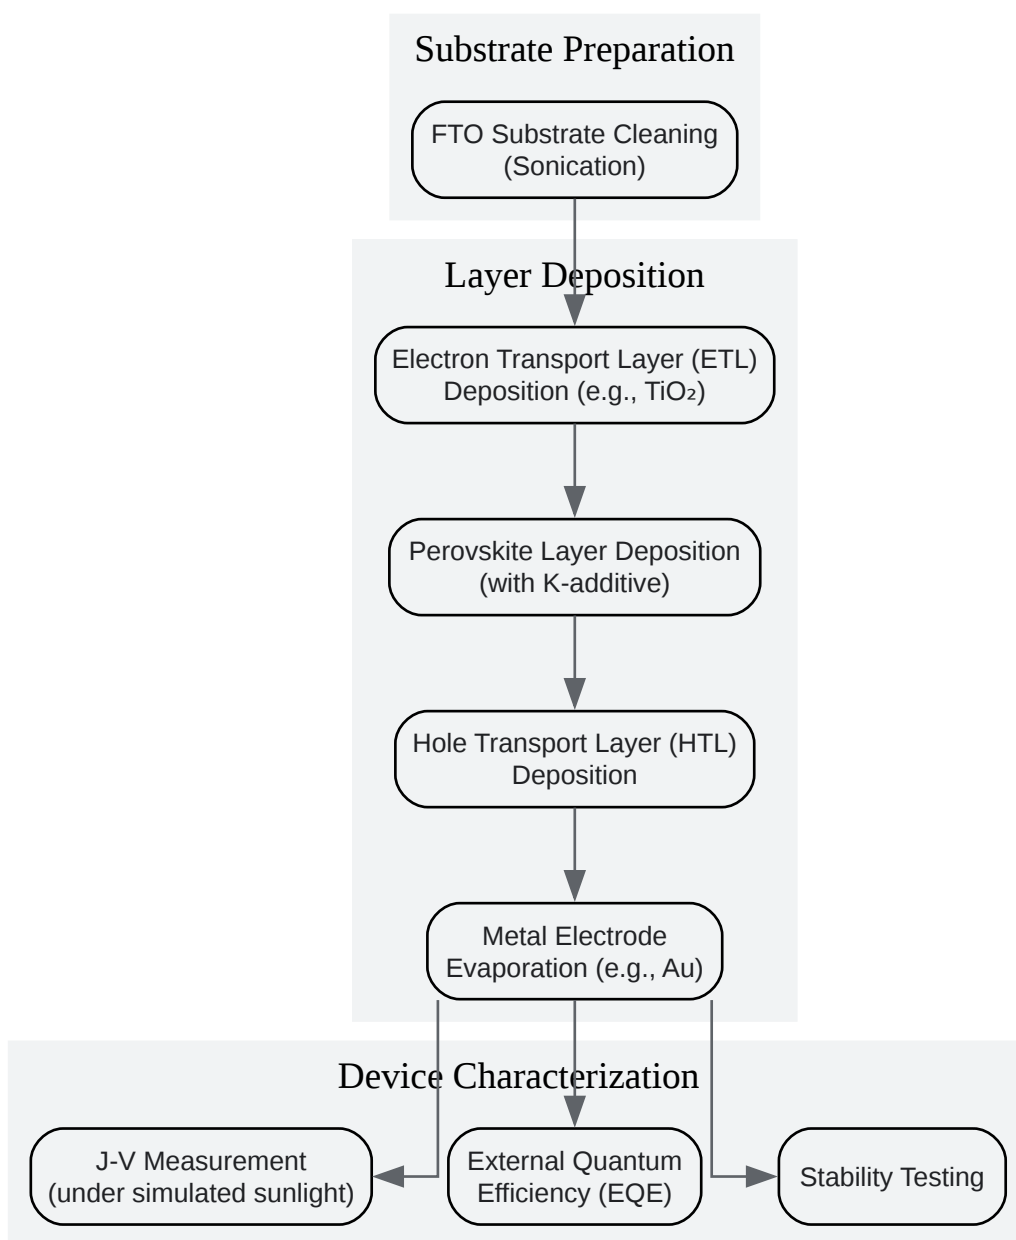 Substrate Preparation
FTO Substrate Cleaning
(Sonication)
Layer Deposition
Electron Transport Layer (ETL)
Deposition (e.g., TiO₂)
Perovskite Layer Deposition
(with K-additive)
Hole Transport Layer (HTL)
Deposition
Metal Electrode
Evaporation (e.g., Au)
Device Characterization
J-V Measurement
(under simulated sunlight)
External Quantum
Efficiency (EQE)
Stability Testing